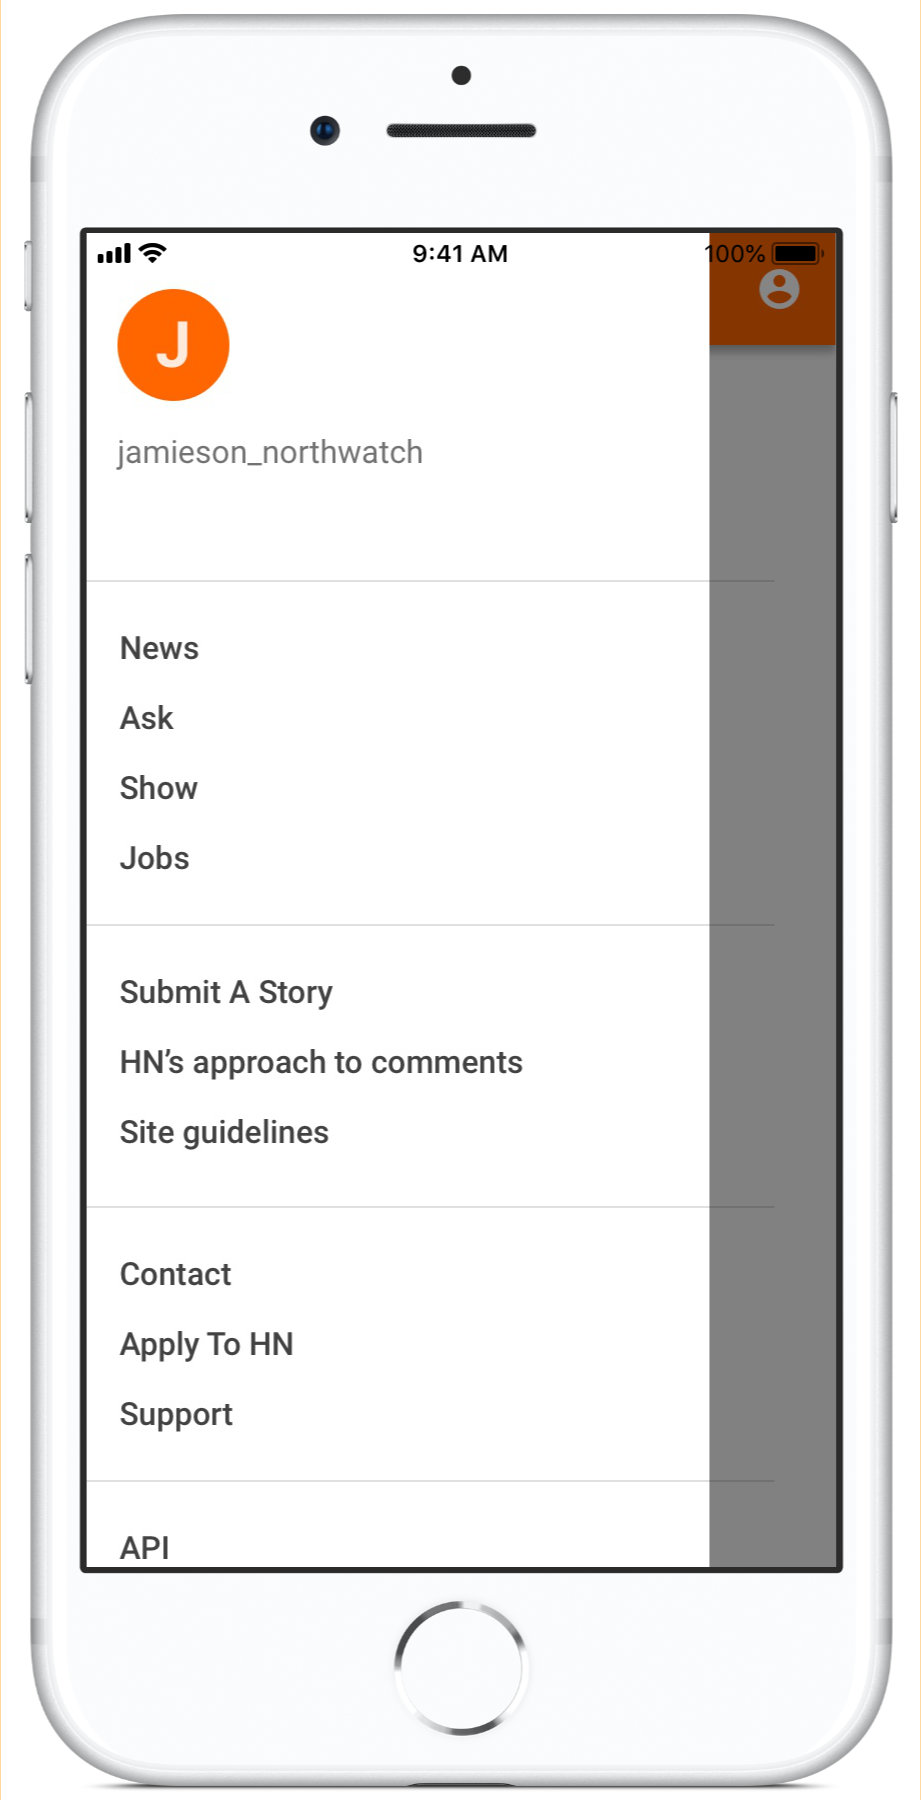 9:41 AM 100%
J
jamieson_northwatch
News
Ask
Show
Jobs
Submit A Story
HN’s approach to comments
Site guidelines
Contact
Apply To HN
Support
API